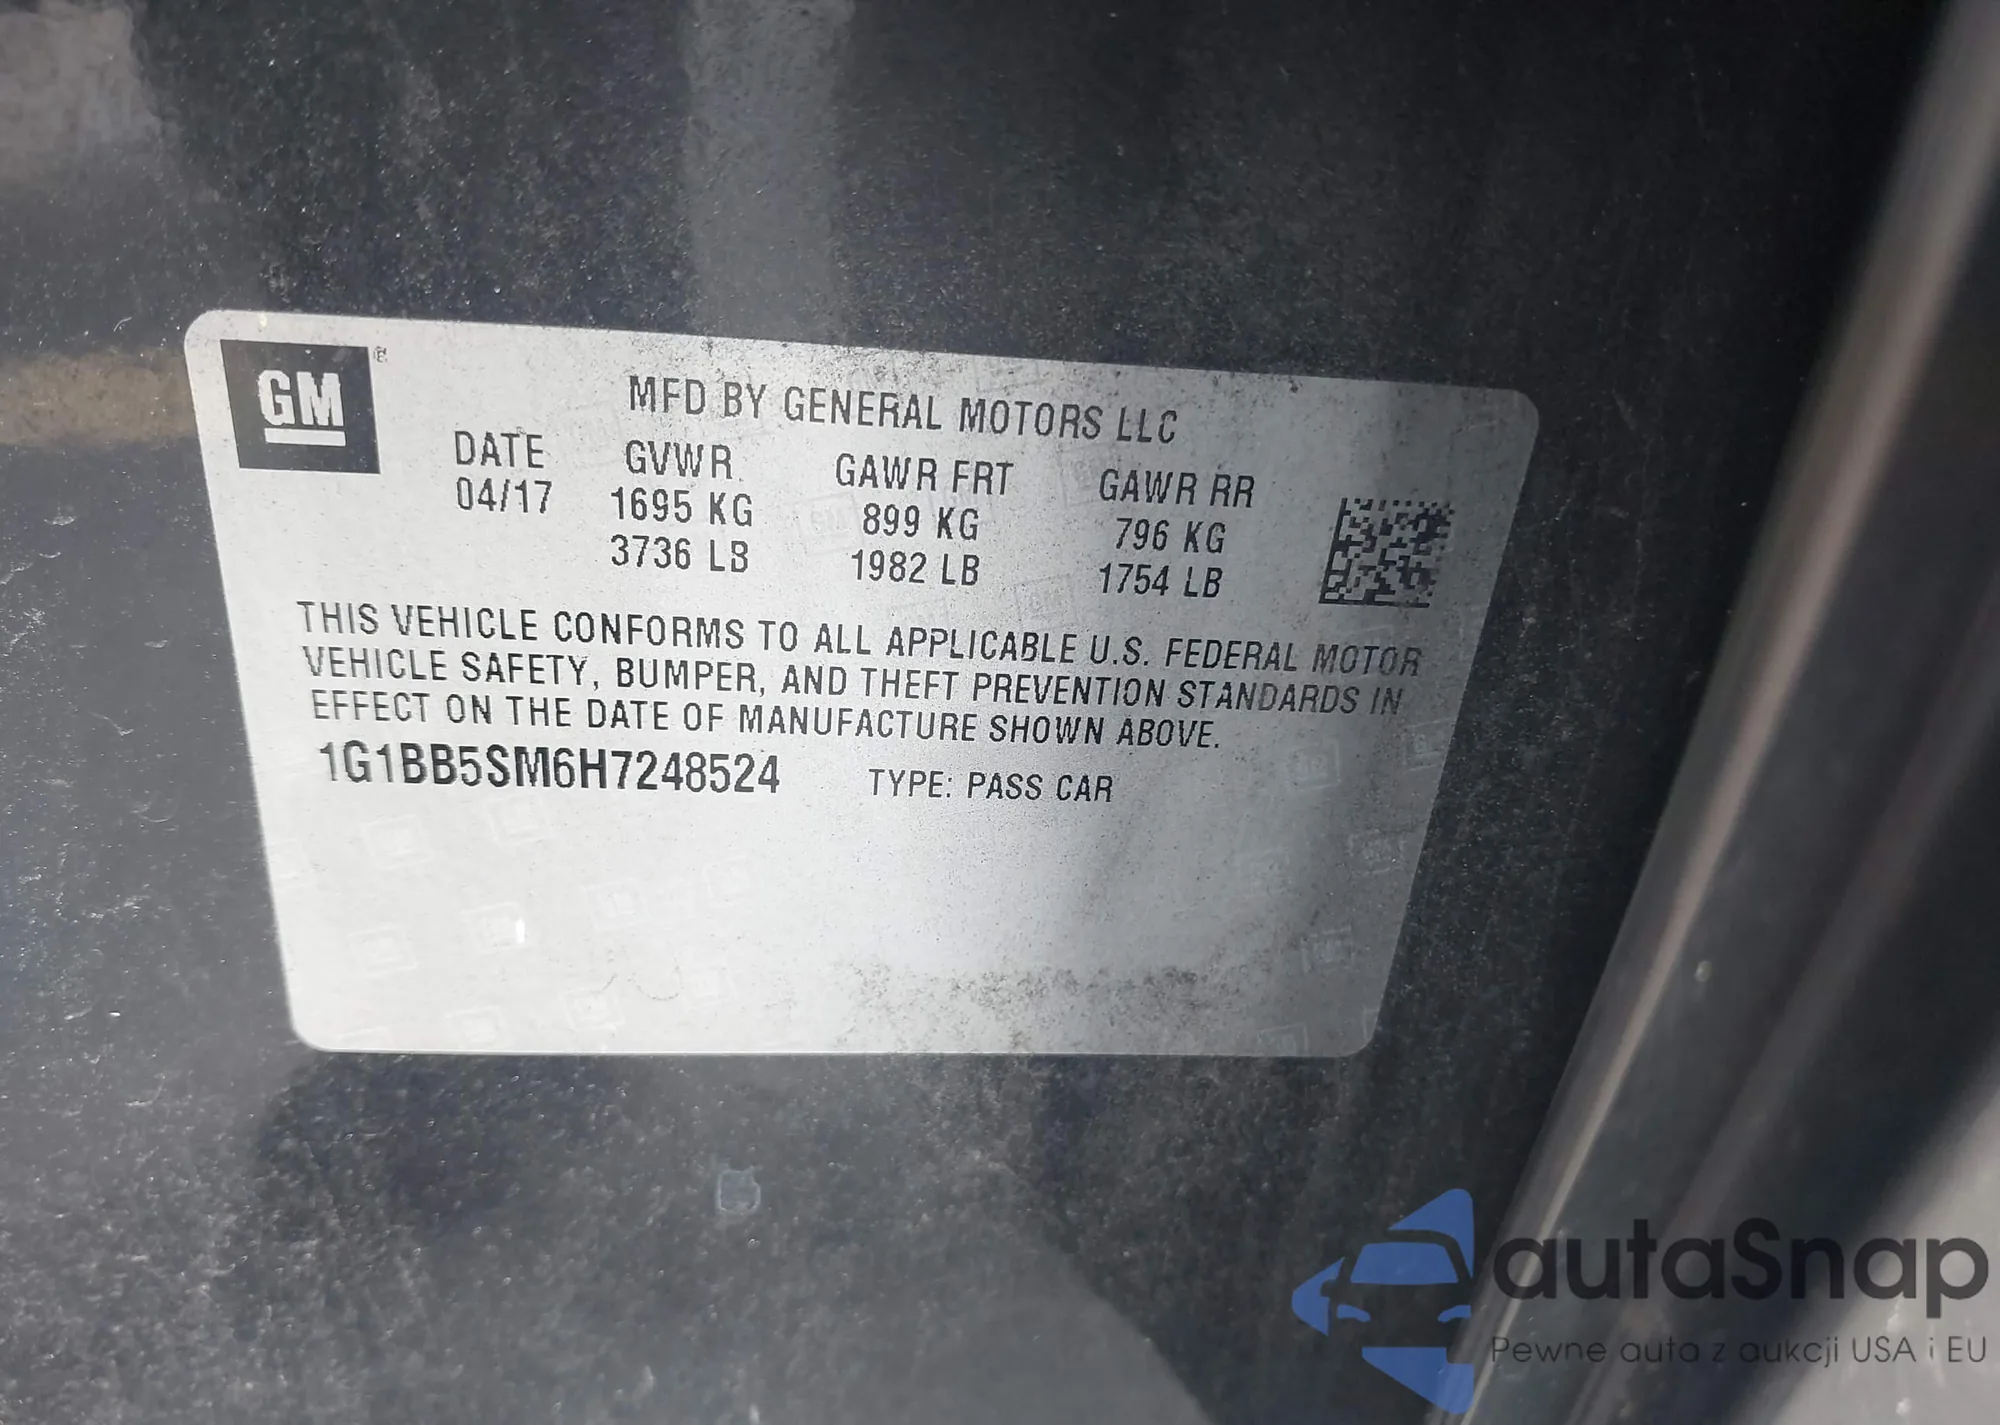 GM
MFD BY GENERAL MOTORS LLC
DATE GVWR GAWR FRT GAWR RR
04/17 1695 KG 899 KG 796 KG
3736 LB 1982 LB 1754 LB
THIS VEHICLE CONFORMS TO ALL APPLICABLE U.S. FEDERAL MOTOR
VEHICLE SAFETY, BUMPER, AND THEFT PREVENTION STANDARDS IN
EFFECT ON THE DATE OF MANUFACTURE SHOWN ABOVE.
1G1BB5SM6H7248524 TYPE: PASS CAR
autaSnap
Pewne auta z aukcji USA i EU